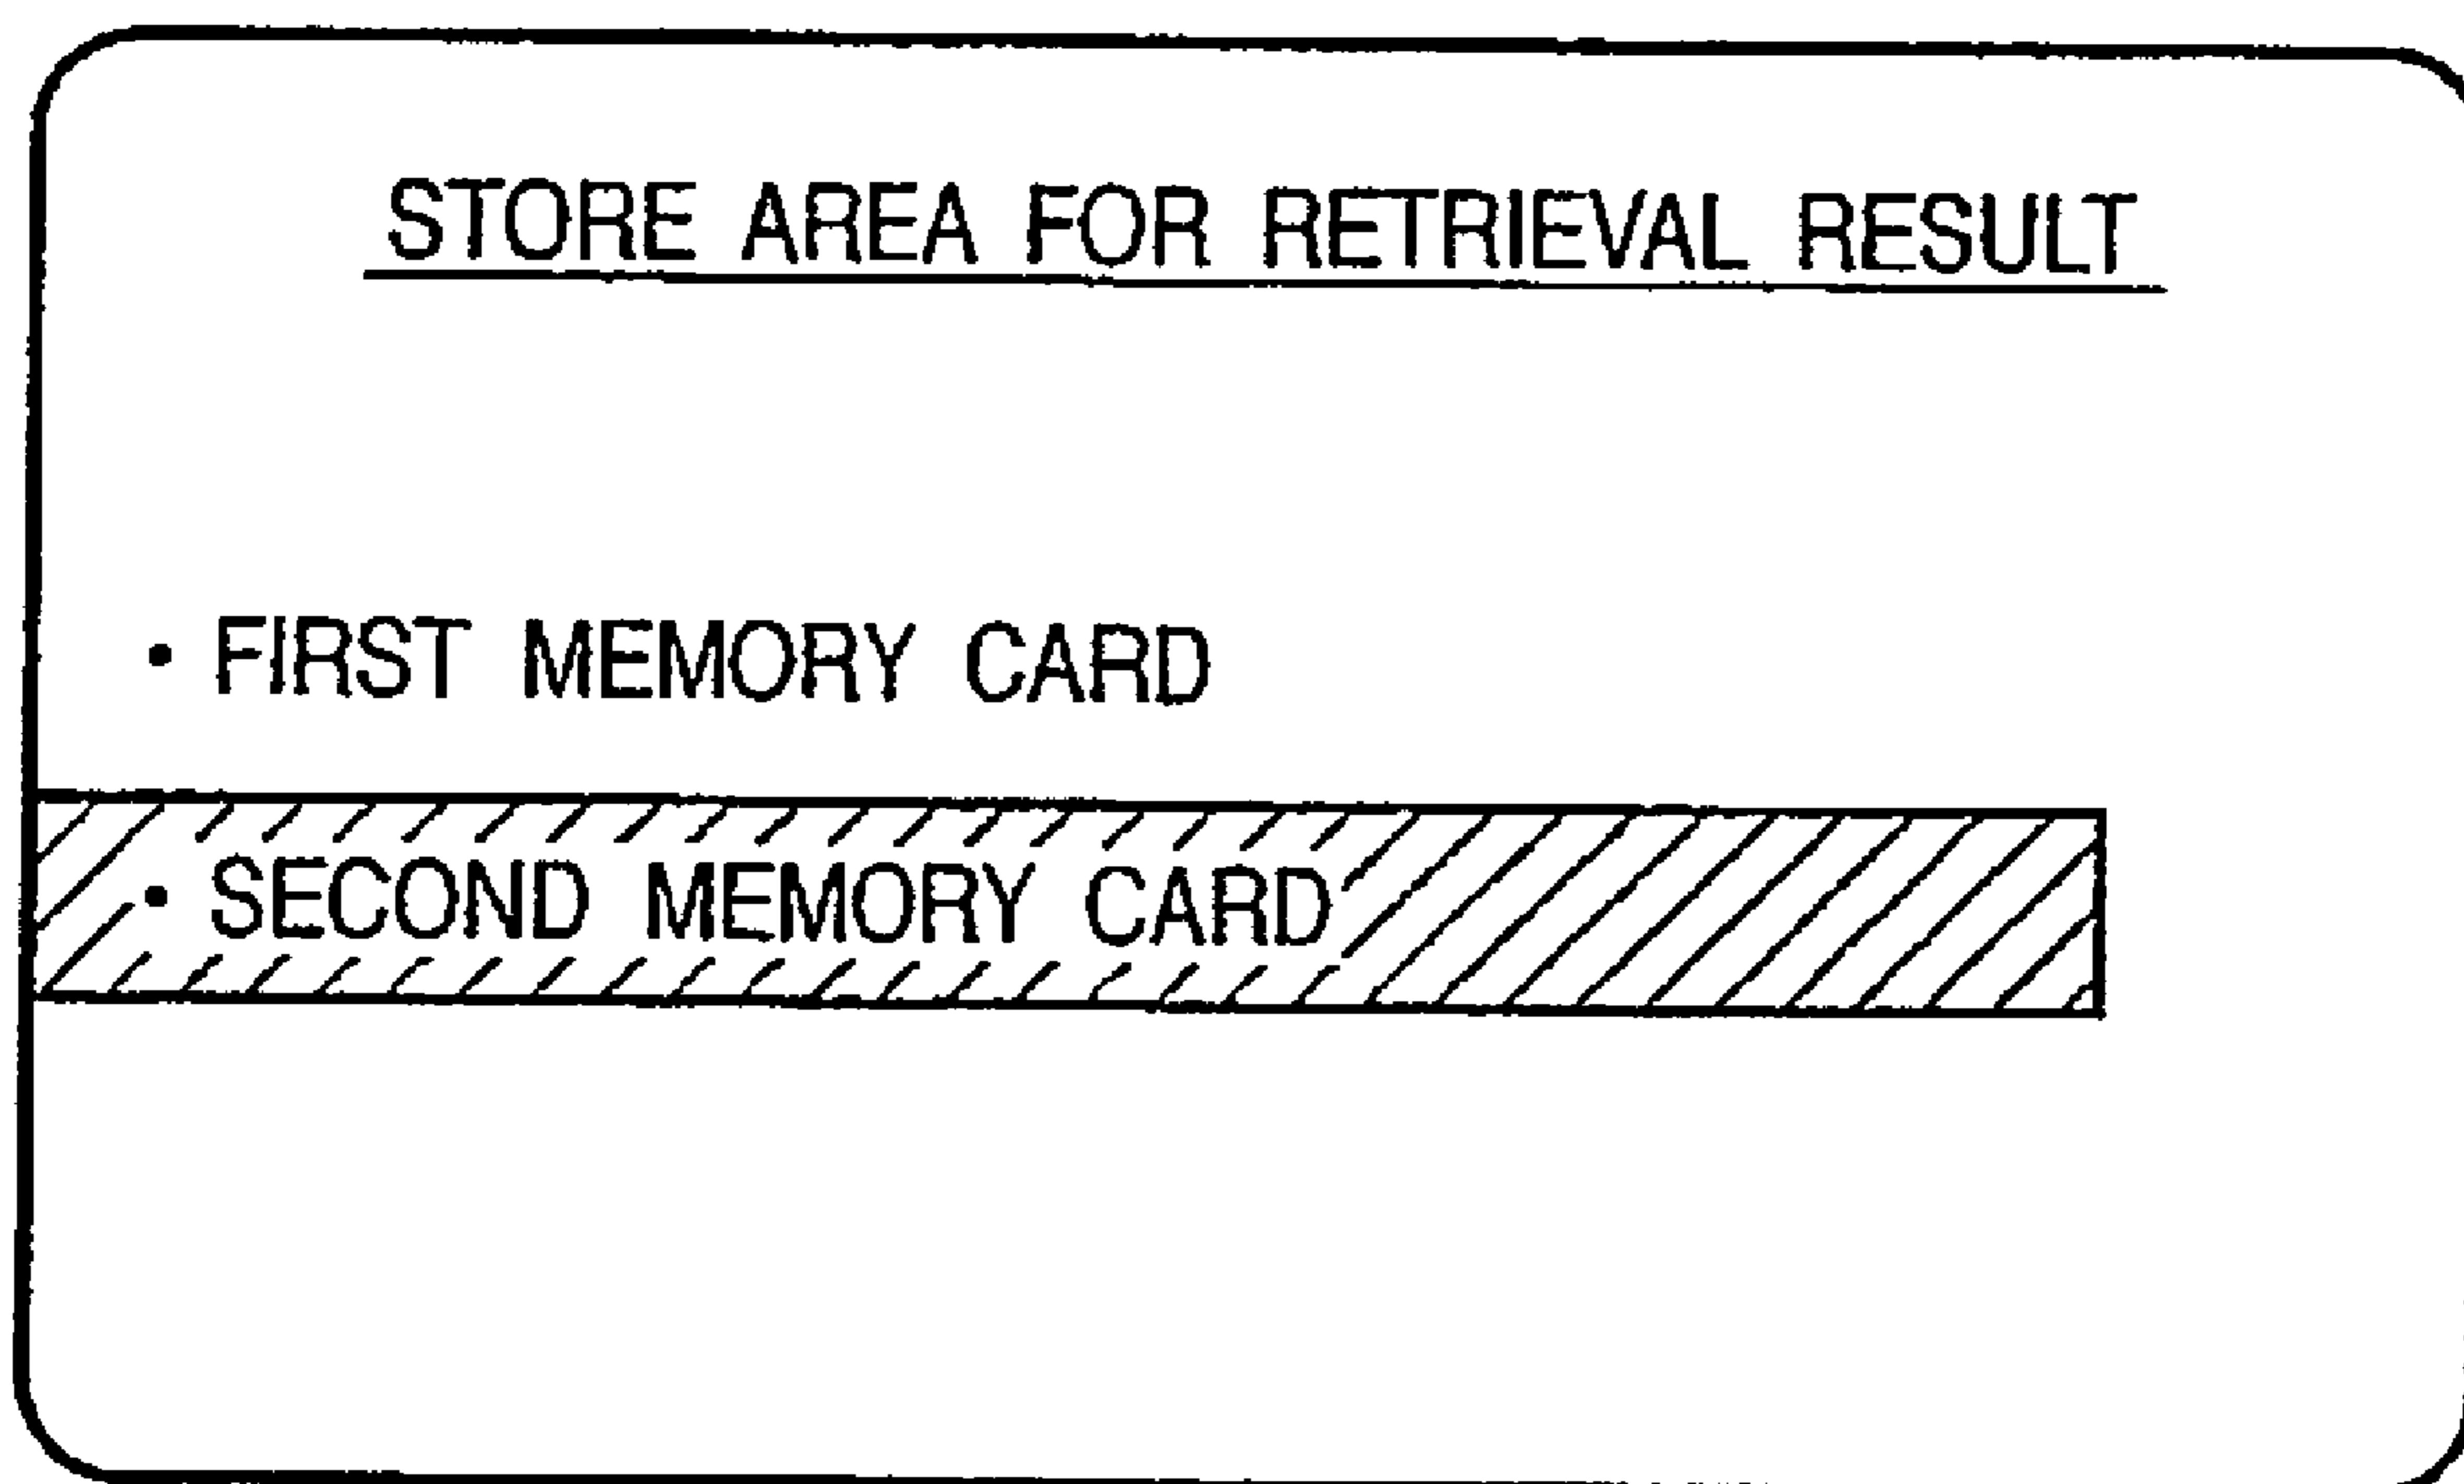 STORE AREA FOR RETRIEVAL RESULT
• FIRST MEMORY CARD
• SECOND MEMORY CARD